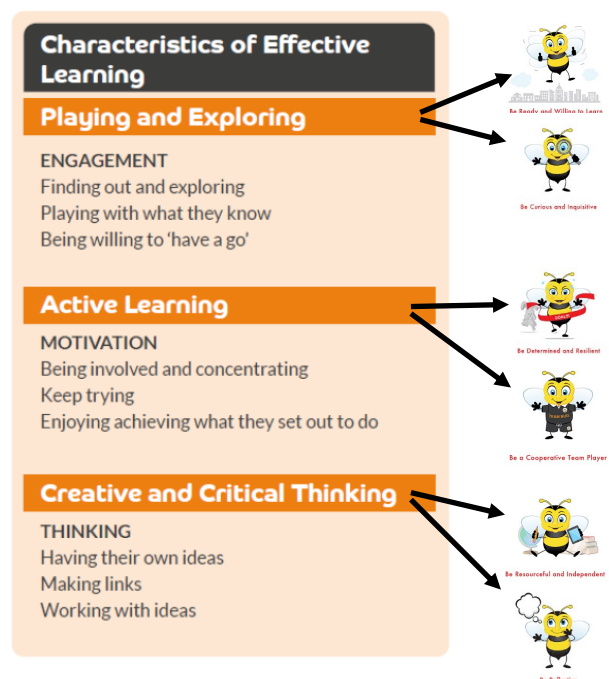 Characteristics of Effective
Learning
Playing and Exploring
ENGAGEMENT
Finding out and exploring
Playing with what they know
Being willing to ‘have a go’
Active Learning
MOTIVATION
Being involved and concentrating
Keep trying
Enjoying achieving what they set out to do
Creative and Critical Thinking
THINKING
Having their own ideas
Making links
Working with ideas
Be Ready and Willing to Learn
Be Curious and Inquisitive
Be Determined and Resilient
Be a Cooperative Team Player
Be Resourceful and Independent